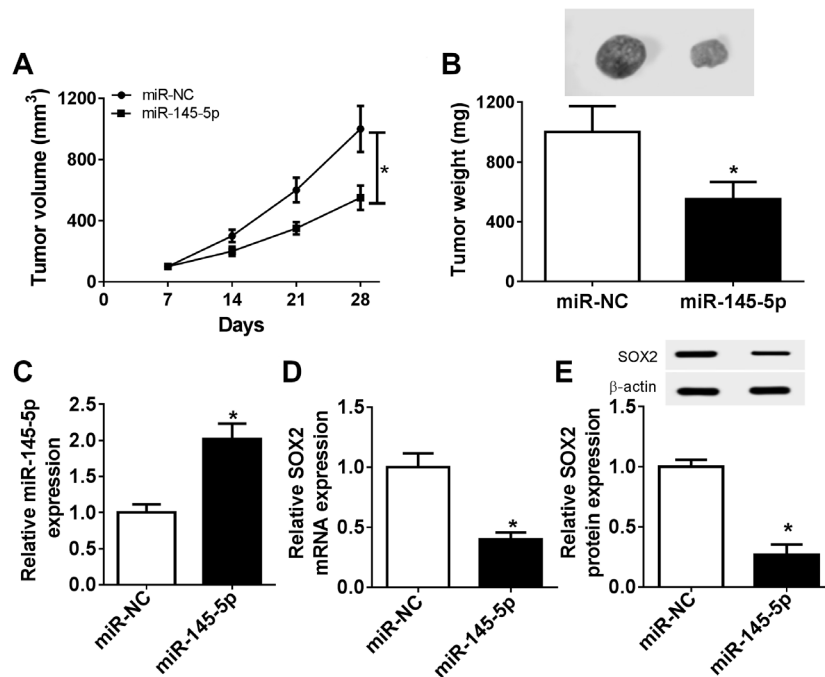 A
Tumor volume (mm3)
1200
800
400
0
miR-NC
miR-145-5p
*
0 7 14 21 28
Days
B
Tumor weight (mg)
1200
800
400
0
*
miR-NC miR-145-5p
C
Relative miR-145-5p
expression
2.5
2.0
1.5
1.0
0.5
0.0
*
miR-NC
miR-145-5p
D
Relative SOX2
mRNA expression
1.5
1.0
0.5
0.0
*
miR-NC
miR-145-5p
E
SOX2
β-actin
Relative SOX2
protein expression
1.5
1.0
0.5
0.0
*
miR-NC
miR-145-5p